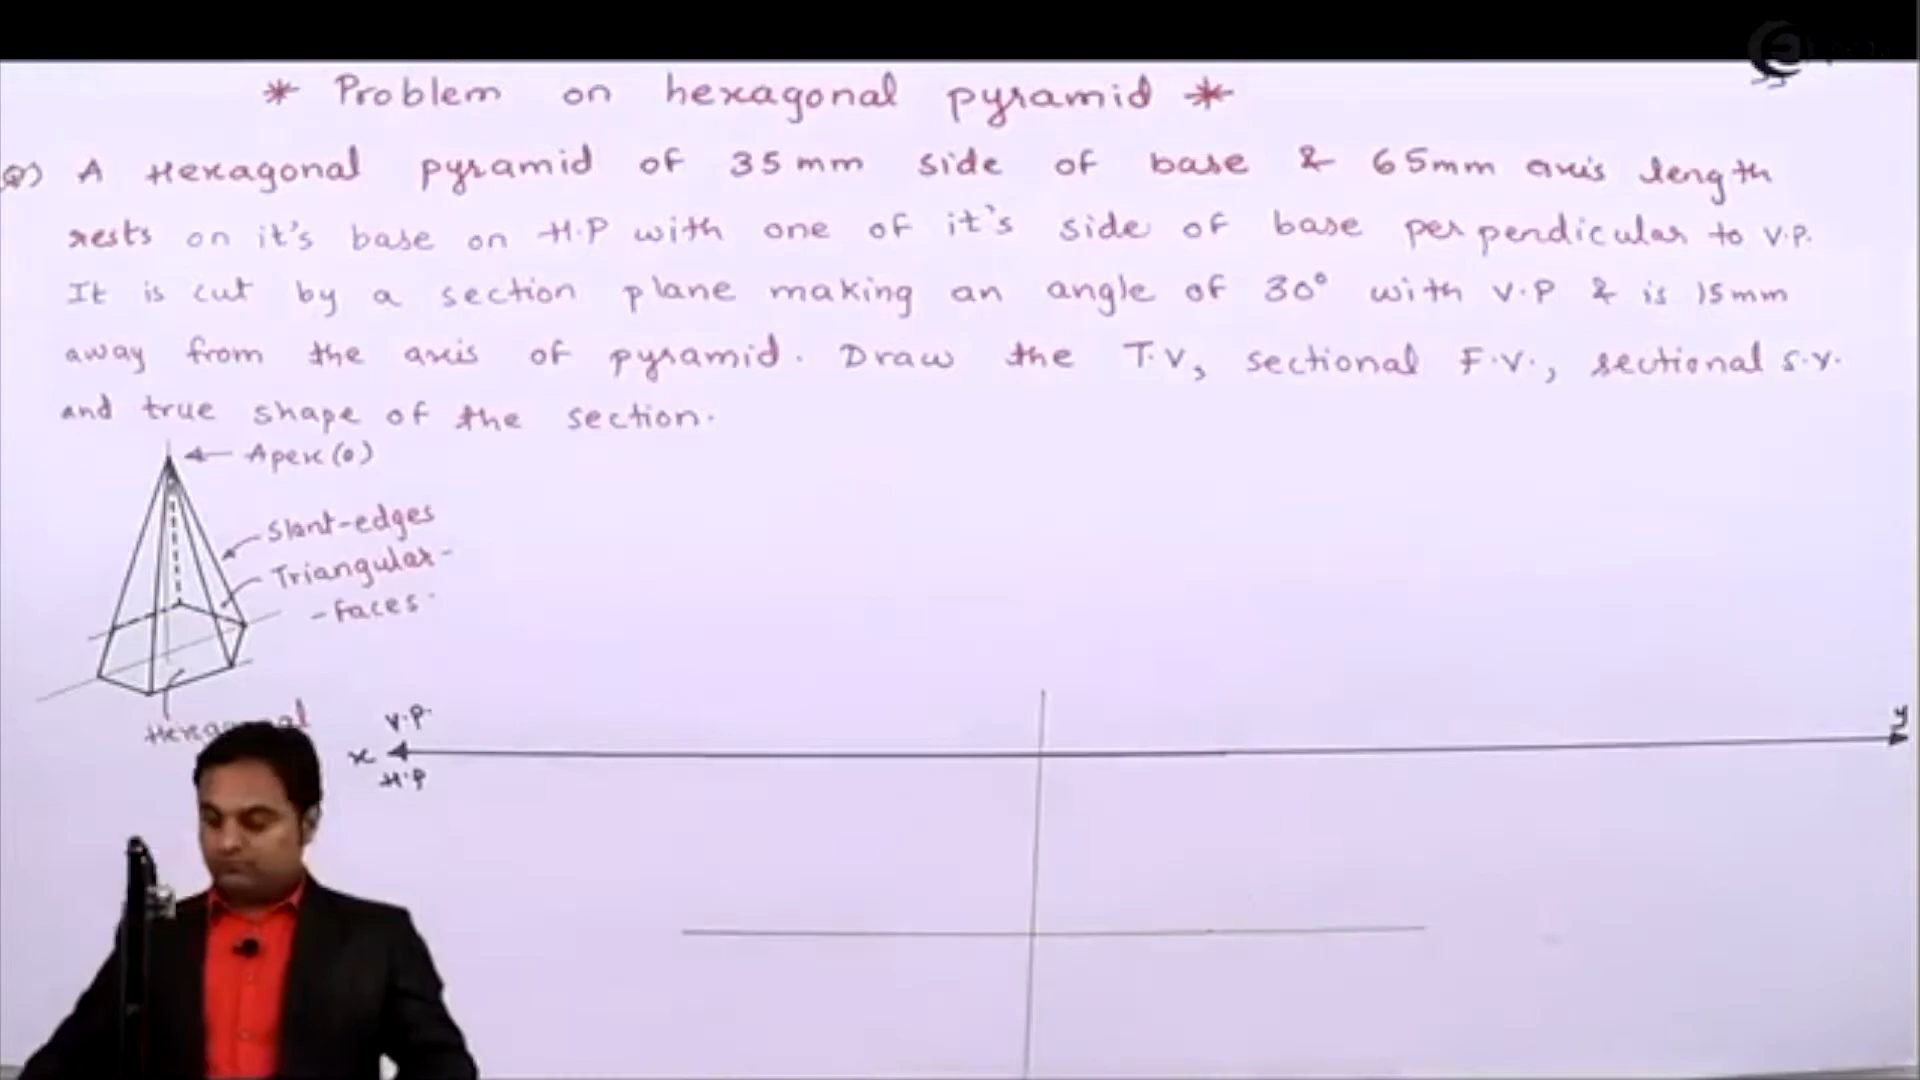 * Problem on hexagonal pyramid *
Q) A Hexagonal pyramid of 35mm side of base & 65mm axis length
rests on it's base on H.P with one of it's side of base perpendicular to V.P.
It is cut by a section plane making an angle of 30° with V.P & is 15mm
away from the axis of pyramid. Draw the T.V, sectional F.V., sectional S.V.
and true shape of the section.
Apex (o)
Slant-edges
Triangular-
-faces.
V.P.
x
y
H.P